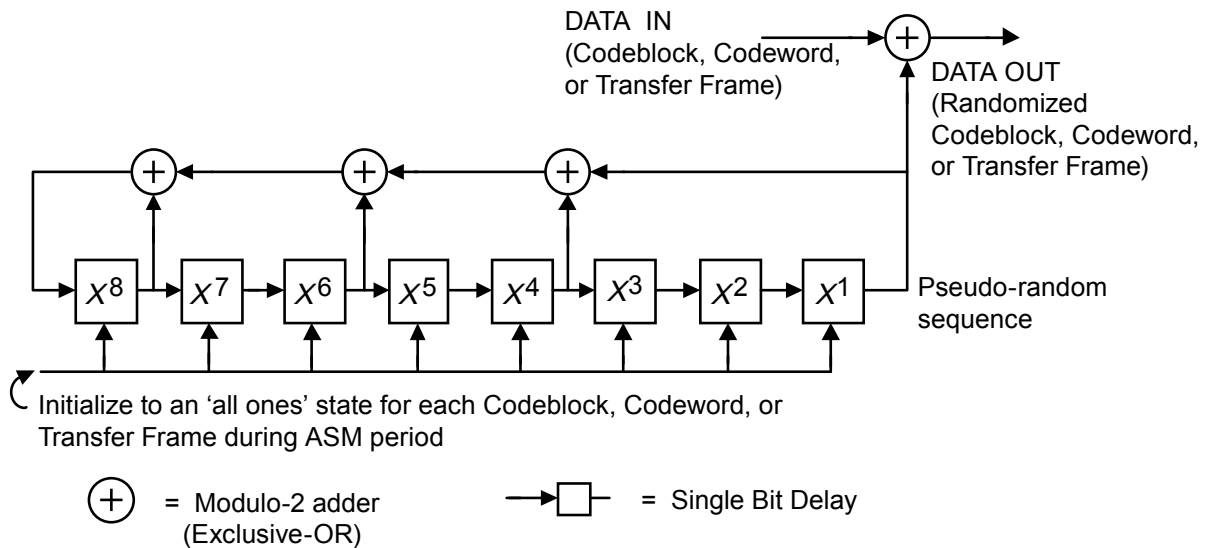 DATA IN
(Codeblock, Codeword,
or Transfer Frame)
+
DATA OUT
(Randomized
Codeblock, Codeword,
or Transfer Frame)
+ + +
X8 X7 X6 X5 X4 X3 X2 X1
Pseudo-random
sequence
Initialize to an ‘all ones’ state for each Codeblock, Codeword, or
Transfer Frame during ASM period
+ = Modulo-2 adder
(Exclusive-OR)
= Single Bit Delay